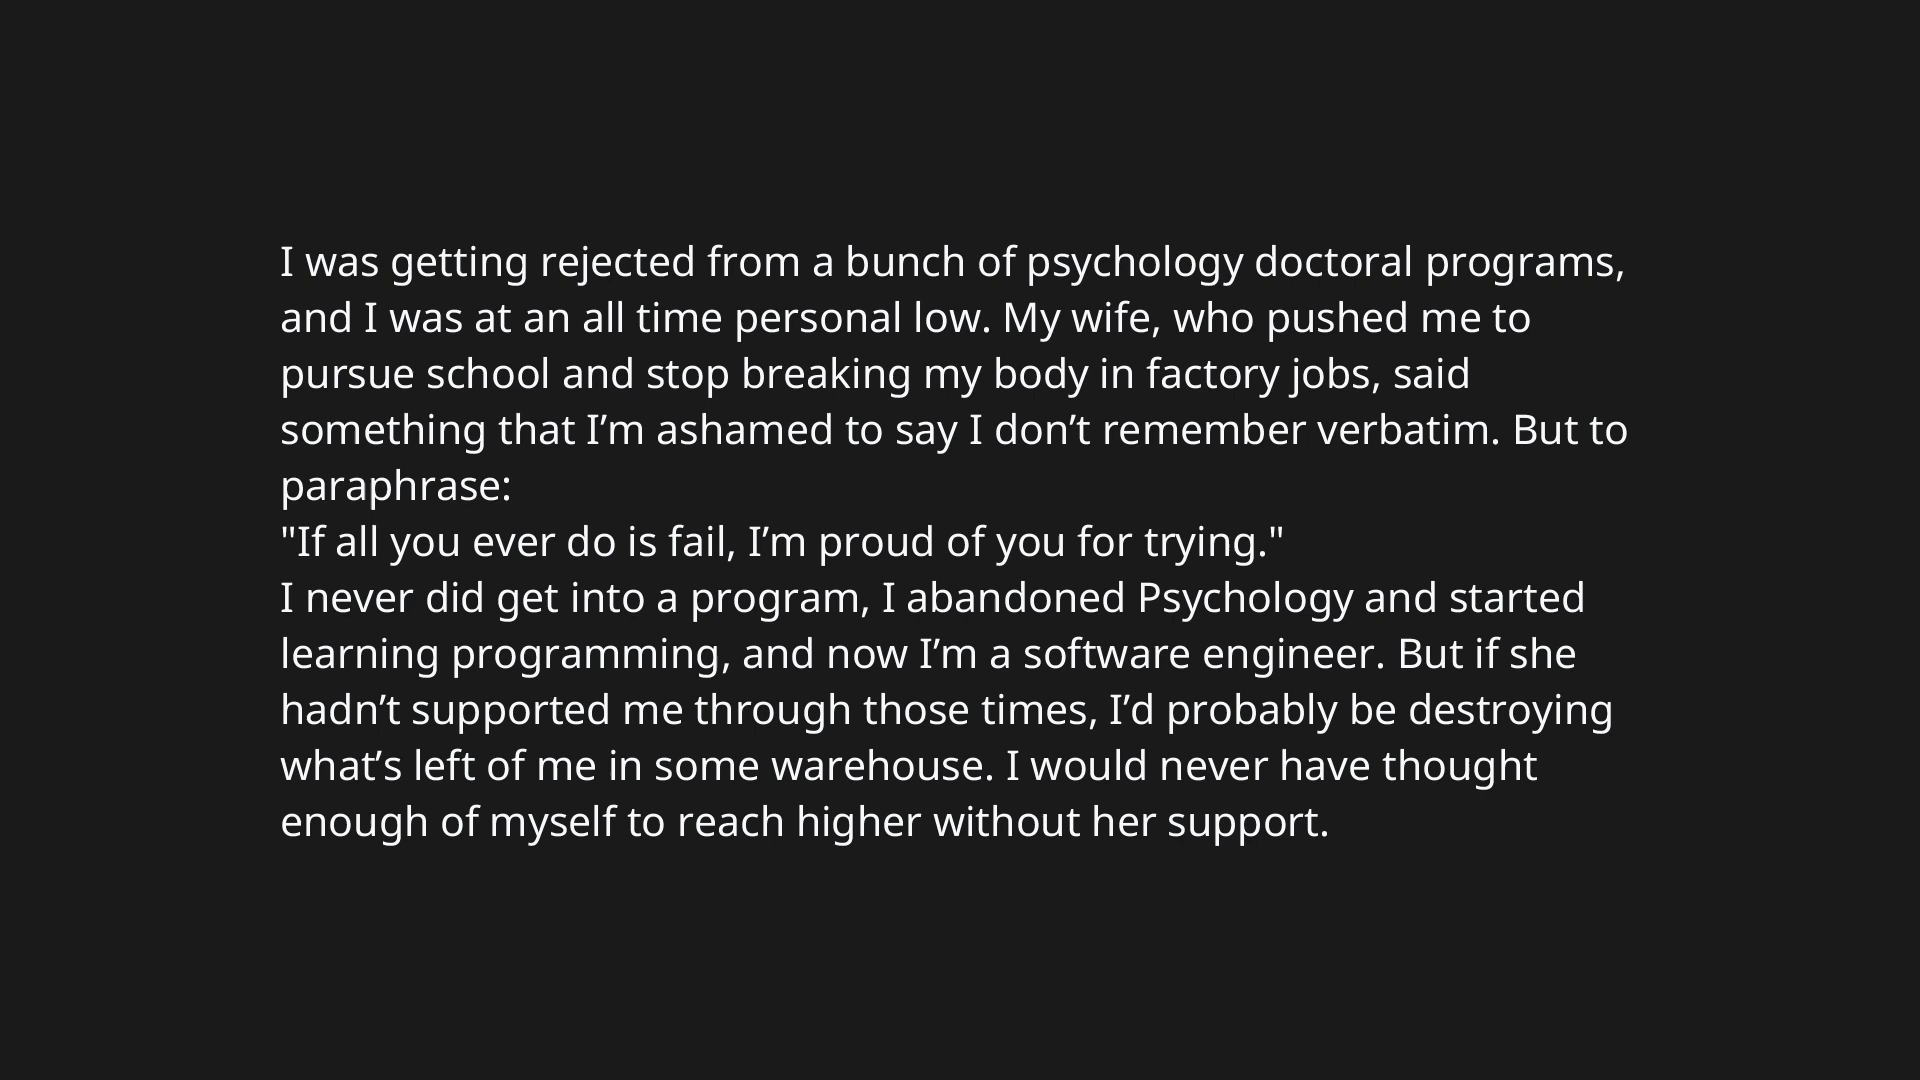 I was getting rejected from a bunch of psychology doctoral programs,
and I was at an all time personal low. My wife, who pushed me to
pursue school and stop breaking my body in factory jobs, said
something that I’m ashamed to say I don’t remember verbatim. But to
paraphrase:
"If all you ever do is fail, I’m proud of you for trying."
I never did get into a program, I abandoned Psychology and started
learning programming, and now I’m a software engineer. But if she
hadn’t supported me through those times, I’d probably be destroying
what’s left of me in some warehouse. I would never have thought
enough of myself to reach higher without her support.